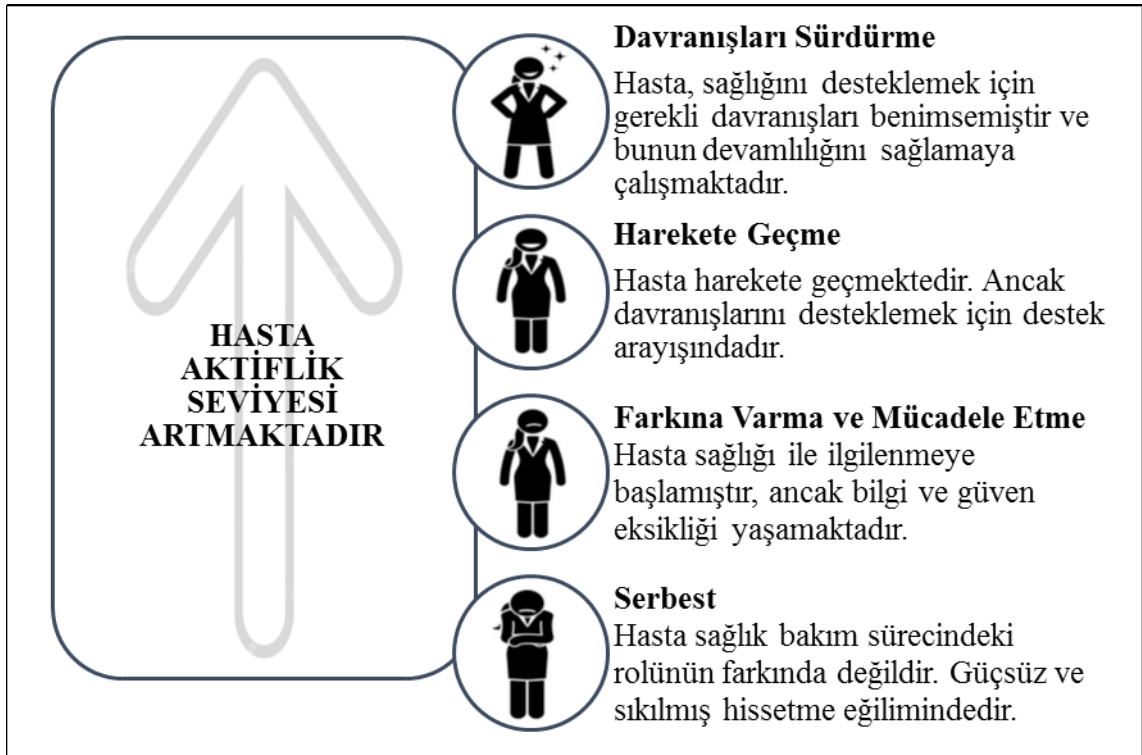 HASTA
AKTİFLİK
SEVİYESİ
ARTMAKTADIR
Davranışları Sürdürme
Hasta, sağlığını desteklemek için
gerekli davranışları benimsemiştir ve
bunun devamlılığını sağlamaya
çalışmaktadır.
Harekete Geçme
Hasta harekete geçmektedir. Ancak
davranışlarını desteklemek için destek
arayışındadır.
Farkına Varma ve Mücadele Etme
Hasta sağlığı ile ilgilenmeye
başlamıştır, ancak bilgi ve güven
eksikliği yaşamaktadır.
Serbest
Hasta sağlık bakım sürecindeki
rolünün farkında değildir. Güçsüz ve
sıkılmış hissetme eğilimindedir.